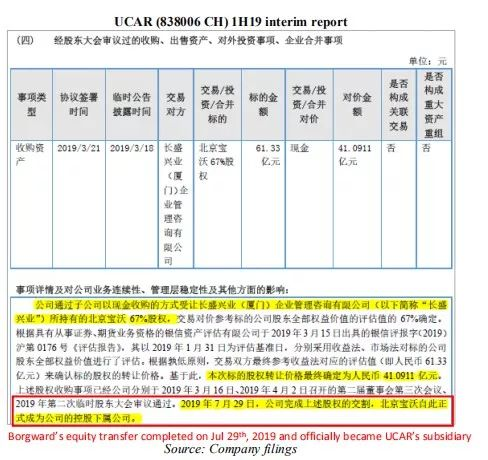 UCAR (838006 CH) 1H19 interim report
(四) 经股东大会审议过的收购、出售资产、对外投资事项、企业合并事项
单位：元
事项类型 协议签署时间 临时公告披露时间 交易对方 交易/投资/合并标的 标的金额 交易/投资/合并对价 对价金额 是否构成关联交易 是否构成重大资产重组
收购资产 2019/3/21 2019/3/18 长盛兴业（厦门）企业管理咨询有限公司 北京宝沃 67%股权 61.33亿元 现金 41.0911亿元 否 否
事项详情及对公司业务连续性、管理层稳定性及其他方面的影响：
公司通过子公司以现金收购的方式受让长盛兴业（厦门）企业管理咨询有限公司（以下简称“长盛
兴业”）所持有的北京宝沃 67%股权，交易对价参考标的公司全部权益价值的评估值的 67%确定。
根据具有从事证券、期货业务资格的银信资产评估有限公司于 2019 年 3 月 15 日出具的银信评报字(2019)
沪第 0176 号《评估报告》，其以 2019 年 1 月 31 日为评估基准日，分别采用收益法、市场法对标的公
司股东全部权益价值进行了评估。根据孰低原则，交易双方最终参考收益法对应的评估值（即人民币 61.33
亿元）来确认标的股权的转让价格。基于此，本次标的股权转让价格最终确定为人民币 41.0911 亿元。
上述股权收购事项已经公司分别于 2019 年 3 月 16 日、2019 年 4 月 2 日召开的第二届董事会第三次会议、
2019 年第二次临时股东大会审议通过。2019 年 7 月 29 日，公司完成上述股权的交割，北京宝沃自此正
式成为公司的控股下属公司。
Borgward's equity transfer completed on Jul 29th, 2019 and officially became UCAR's subsidiary
Source: Company filings